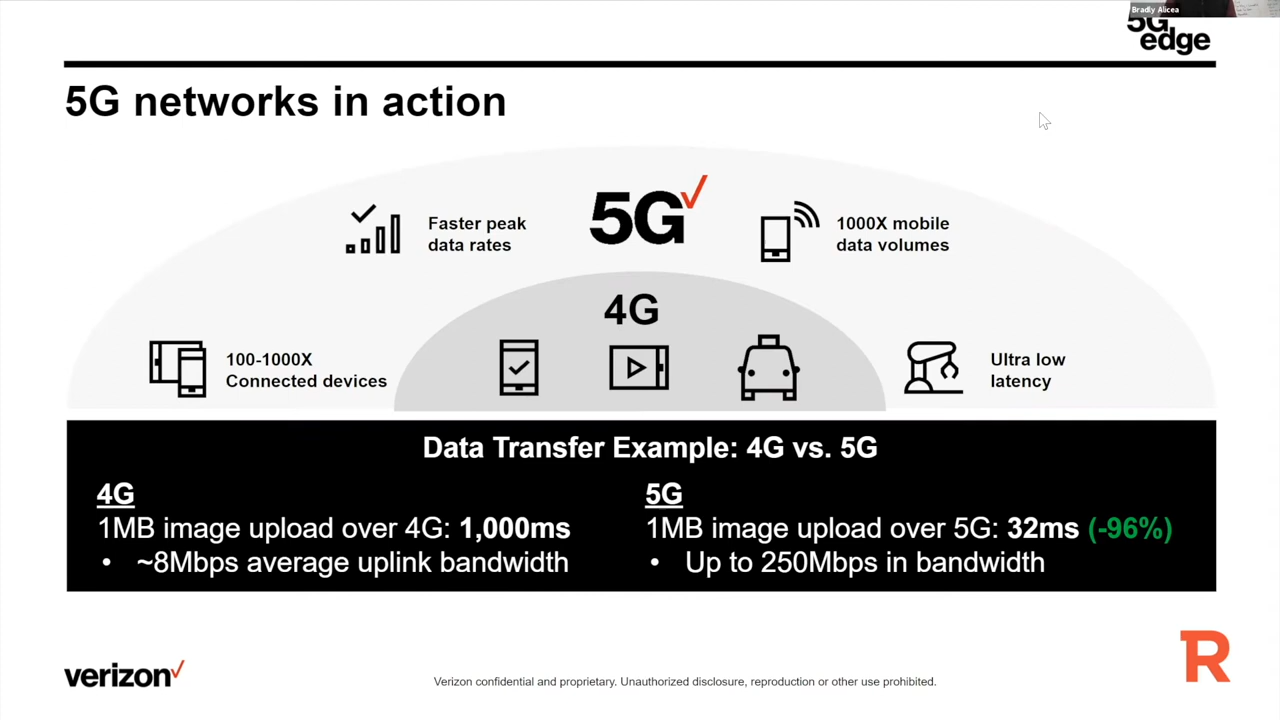 Bradly Alicea
5G
edge
5G networks in action
5G
Faster peak
data rates
1000X mobile
data volumes
4G
100-1000X
Connected devices
Ultra low
latency
Data Transfer Example: 4G vs. 5G
4G
1MB image upload over 4G: 1,000ms
• ~8Mbps average uplink bandwidth
5G
1MB image upload over 5G: 32ms (-96%)
• Up to 250Mbps in bandwidth
verizon
Verizon confidential and proprietary. Unauthorized disclosure, reproduction or other use prohibited.
R